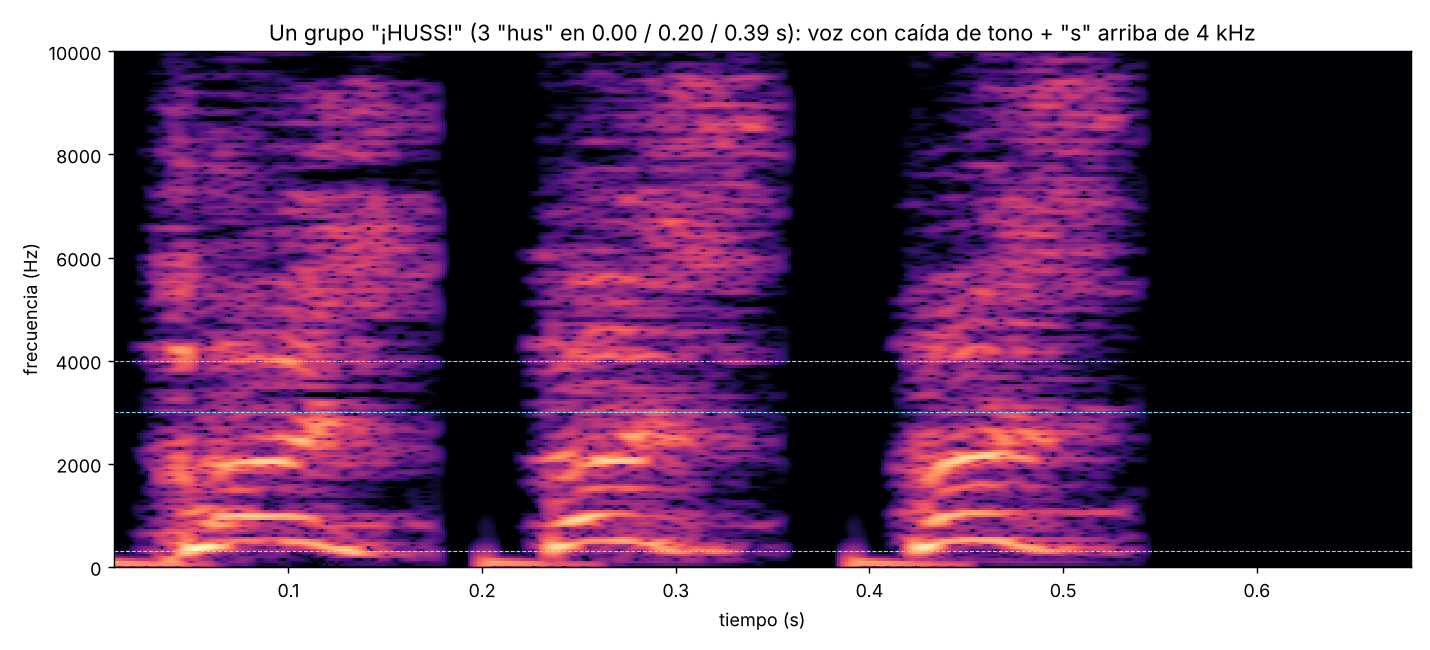 Un grupo "¡HUSS!" (3 "hus" en 0.00 / 0.20 / 0.39 s): voz con caída de tono + "s" arriba de 4 kHz
10000
8000
6000
4000
2000
0
frecuencia (Hz)
0.1 0.2 0.3 0.4 0.5 0.6
tiempo (s)